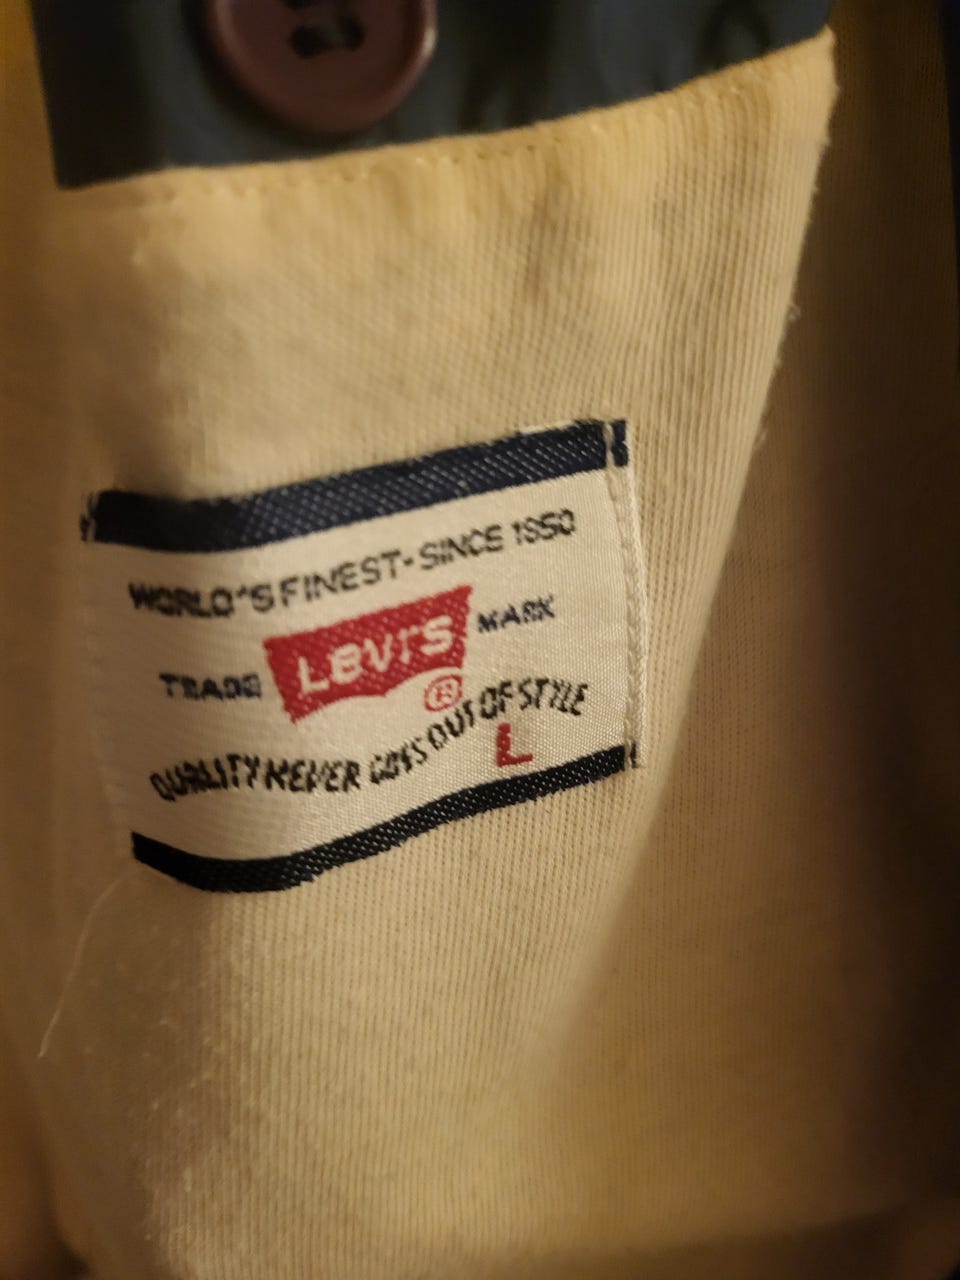 WORLD'S FINEST-SINCE 1850
TRADE LEVI'S MARK
®
QUALITY NEVER GOES OUT OF STYLE
L